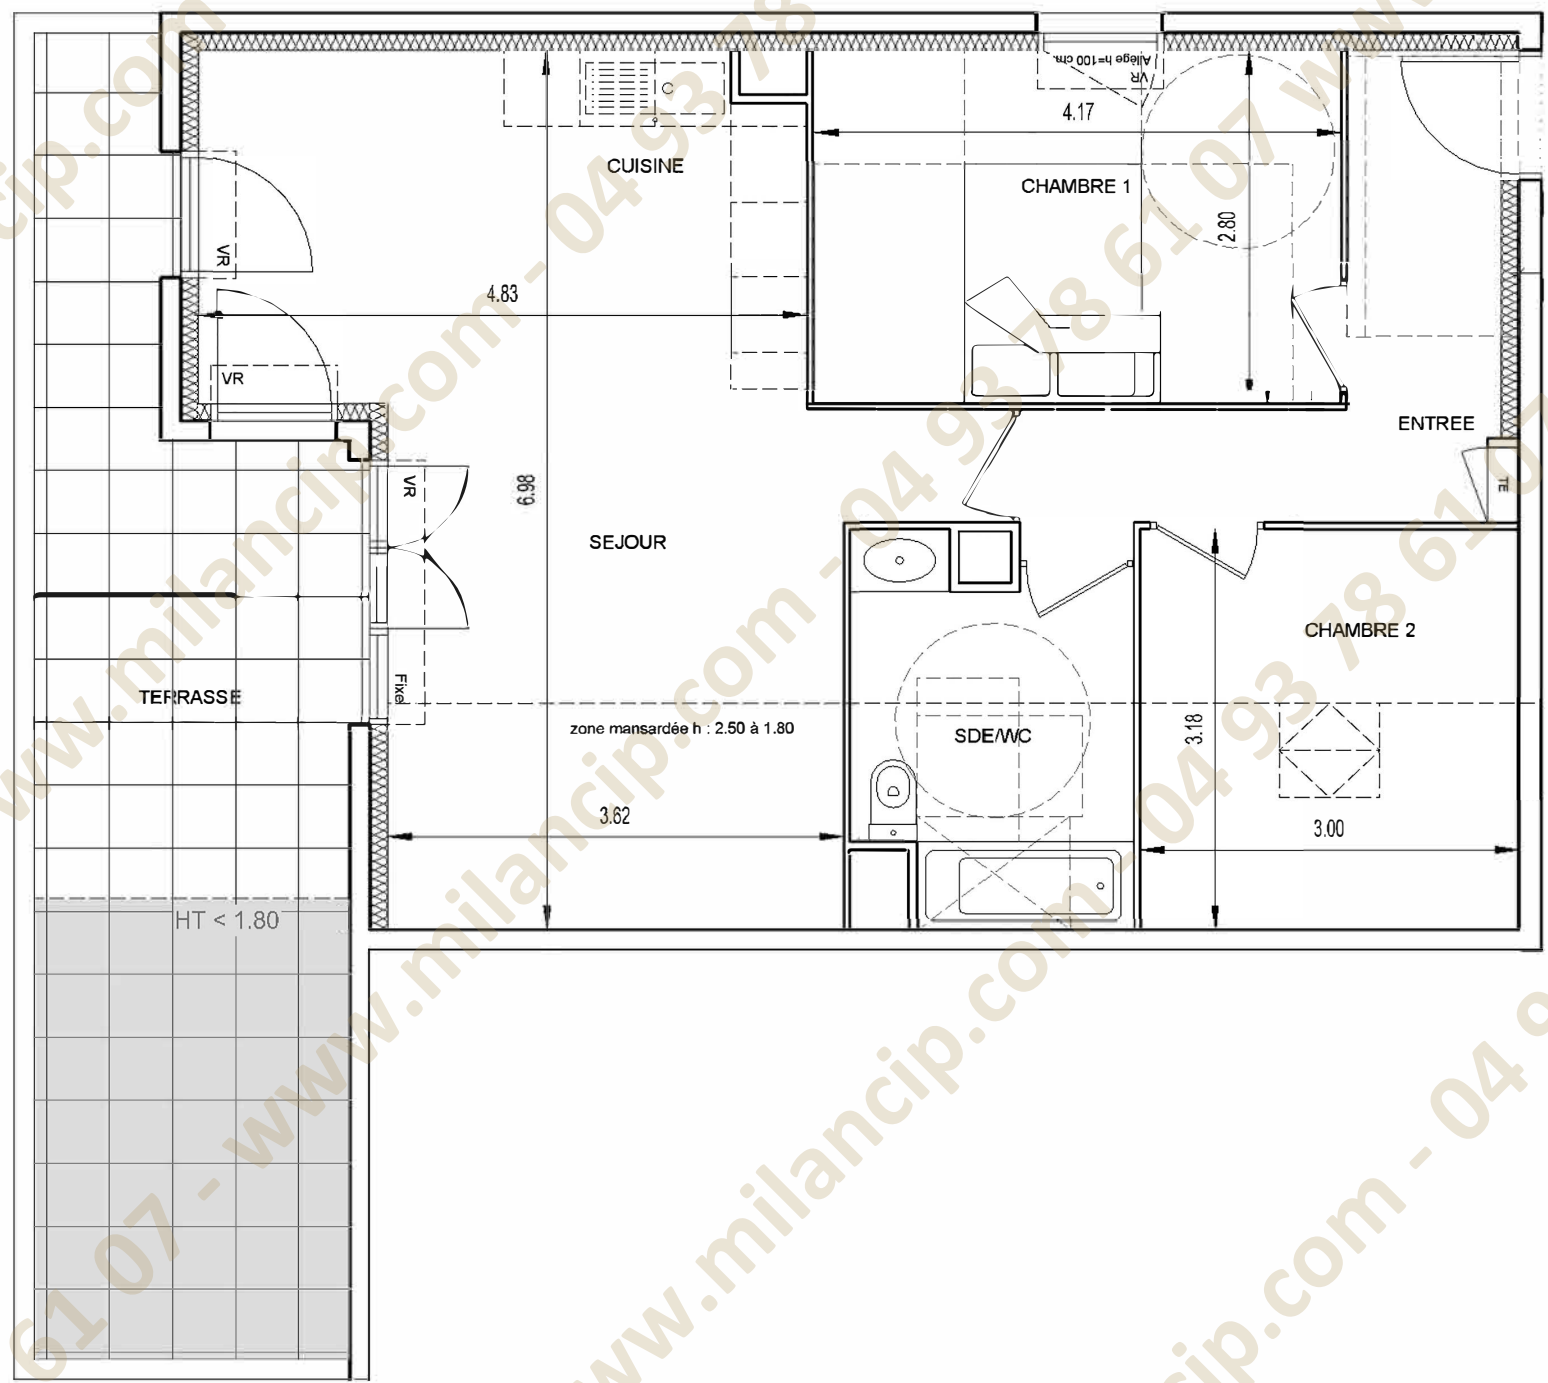 VR
Allège h=100 cm.
4.17
CUISINE
CHAMBRE 1
2.80
VR
4.83
VR
ENTREE
VR
6.98
TE
SEJOUR
CHAMBRE 2
TERRASSE
Fixe
zone mansardée h : 2.50 à 1.80
SDE/WC
3.18
3.62
3.00
HT < 1.80
www.milancip.com - 04 93 78 61 07